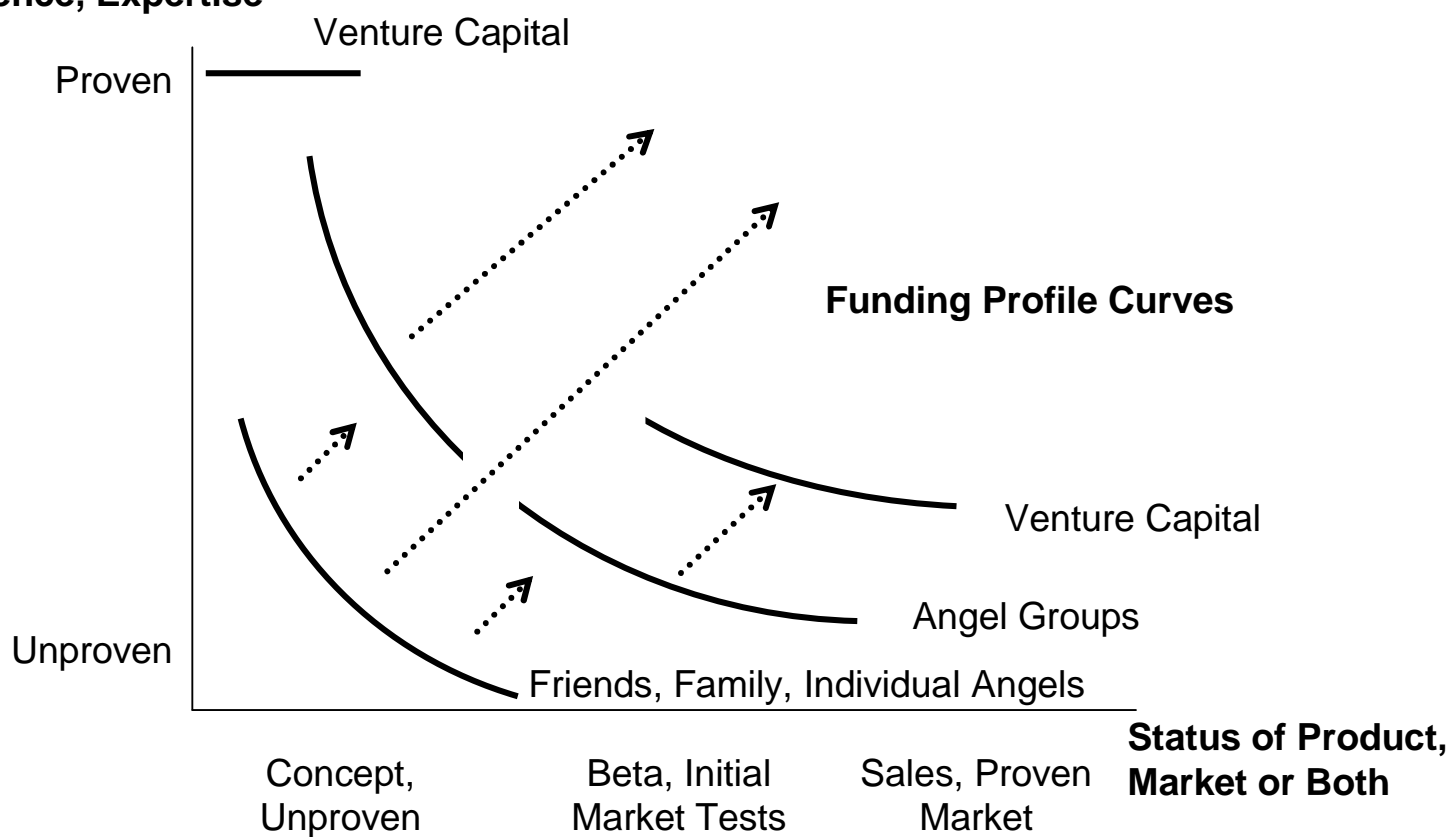 Expertise
Venture Capital
Proven
Funding Profile Curves
Venture Capital
Angel Groups
Unproven
Friends, Family, Individual Angels
Status of Product,
Market or Both
Concept,
Unproven
Beta, Initial
Market Tests
Sales, Proven
Market